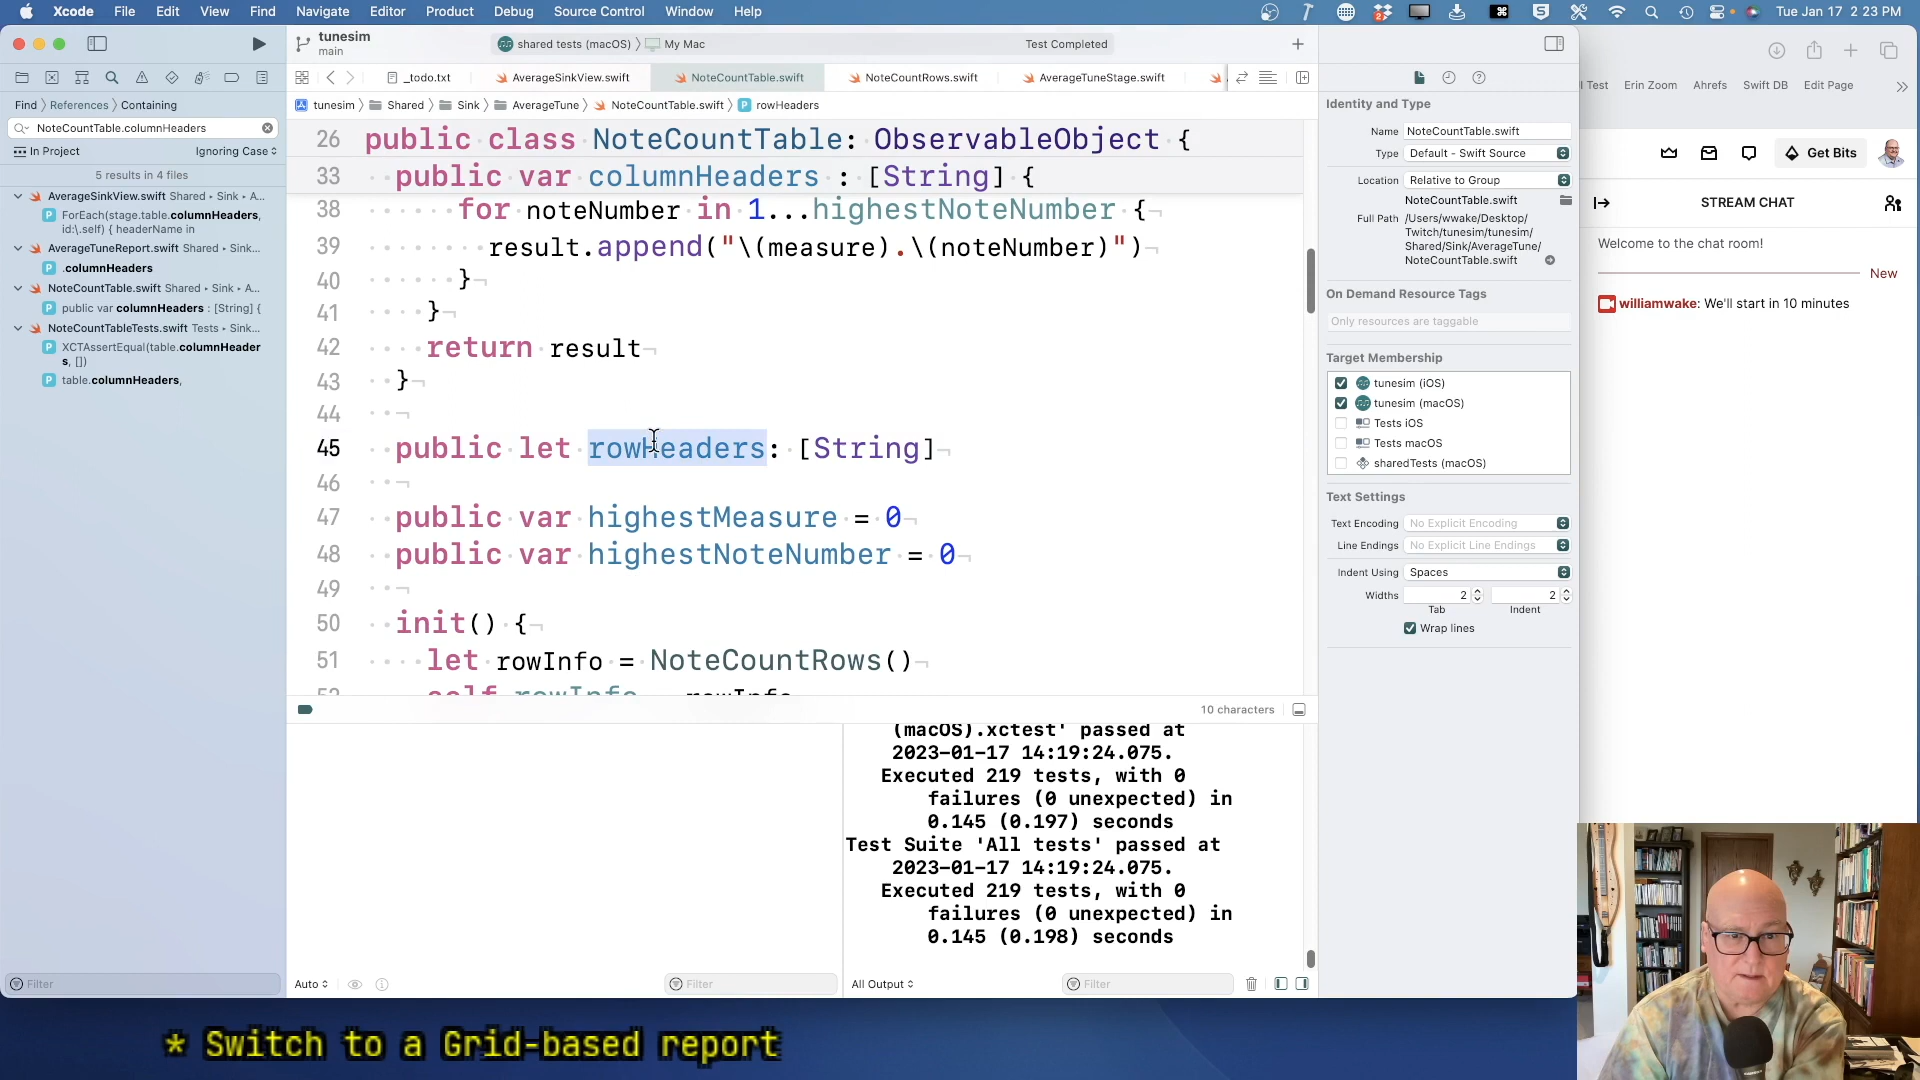 Xcode File Edit View Find Navigate Editor Product Debug Source Control Window Help
Tue Jan 17 2:23 PM
tunesim
main
shared tests (macOS) 〉 My Mac
Test Completed
_todo.txt
AverageSinkView.swift
NoteCountTable.swift
NoteCountRows.swift
AverageTuneStage.swift
Find 〉 References 〉 Containing
NoteCountTable.columnHeaders
In Project
Ignoring Case
5 results in 4 files
AverageSinkView.swift Shared ▸ Sink ▸ A...
ForEach(stage.table.columnHeaders,
id:\.self) { headerName in
AverageTuneReport.swift Shared ▸ Sink...
.columnHeaders
NoteCountTable.swift Shared ▸ Sink ▸ A...
public var columnHeaders : [String] {
NoteCountTableTests.swift Tests ▸ Sink...
XCTAssertEqual(table.columnHeader
s, [])
table.columnHeaders,
Filter
tunesim 〉 Shared 〉 Sink 〉 AverageTune 〉 NoteCountTable.swift 〉 rowHeaders
26 public class NoteCountTable: ObservableObject {
33 public var columnHeaders : [String] {
38 for noteNumber in 1...highestNoteNumber {
39 result.append("\(measure).\(noteNumber)")
40 }
41 }
42 return result
43 }
44
45 public let rowHeaders: [String]
46
47 public var highestMeasure = 0
48 public var highestNoteNumber = 0
49
50 init() {
51 let rowInfo = NoteCountRows()
52 self.rowInfo = rowInfo
10 characters
(macOS).xctest' passed at
2023-01-17 14:19:24.075.
Executed 219 tests, with 0
failures (0 unexpected) in
0.145 (0.197) seconds
Test Suite 'All tests' passed at
2023-01-17 14:19:24.075.
Executed 219 tests, with 0
failures (0 unexpected) in
0.145 (0.198) seconds
Auto
Filter
All Output
Filter
Identity and Type
Name NoteCountTable.swift
Type Default - Swift Source
Location Relative to Group
NoteCountTable.swift
Full Path /Users/wwake/Desktop/
Twitch/tunesim/tunesim/
Shared/Sink/AverageTune/
NoteCountTable.swift
On Demand Resource Tags
Only resources are taggable
Target Membership
tunesim (iOS)
tunesim (macOS)
Tests iOS
Tests macOS
sharedTests (macOS)
Text Settings
Text Encoding No Explicit Encoding
Line Endings No Explicit Line Endings
Indent Using Spaces
Widths 2 2
Tab Indent
Wrap lines
Test Erin Zoom Ahrefs Swift DB Edit Page
Get Bits
STREAM CHAT
Welcome to the chat room!
New
williamwake: We'll start in 10 minutes
* Switch to a Grid-based report